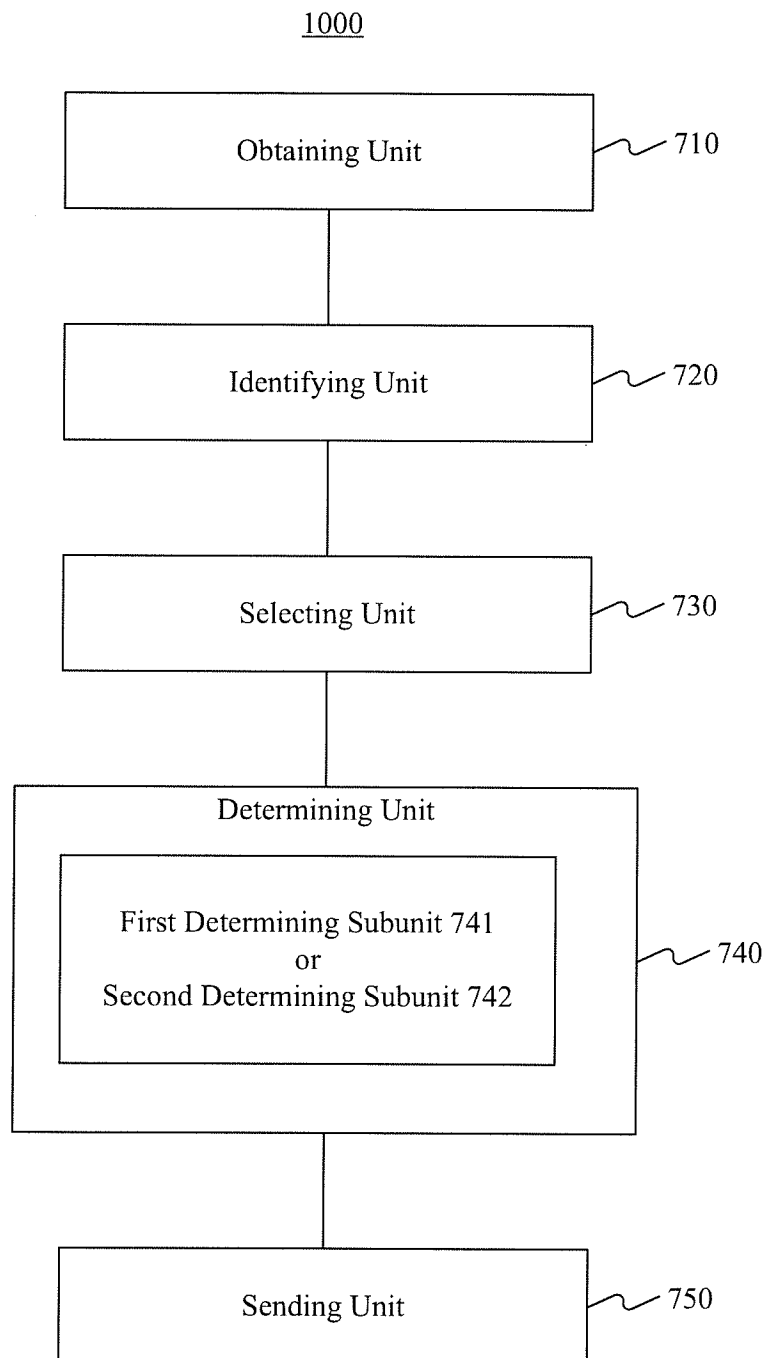 1000
Obtaining Unit
710
Identifying Unit
720
Selecting Unit
730
Determining Unit
First Determining Subunit 741
or
Second Determining Subunit 742
740
Sending Unit
750